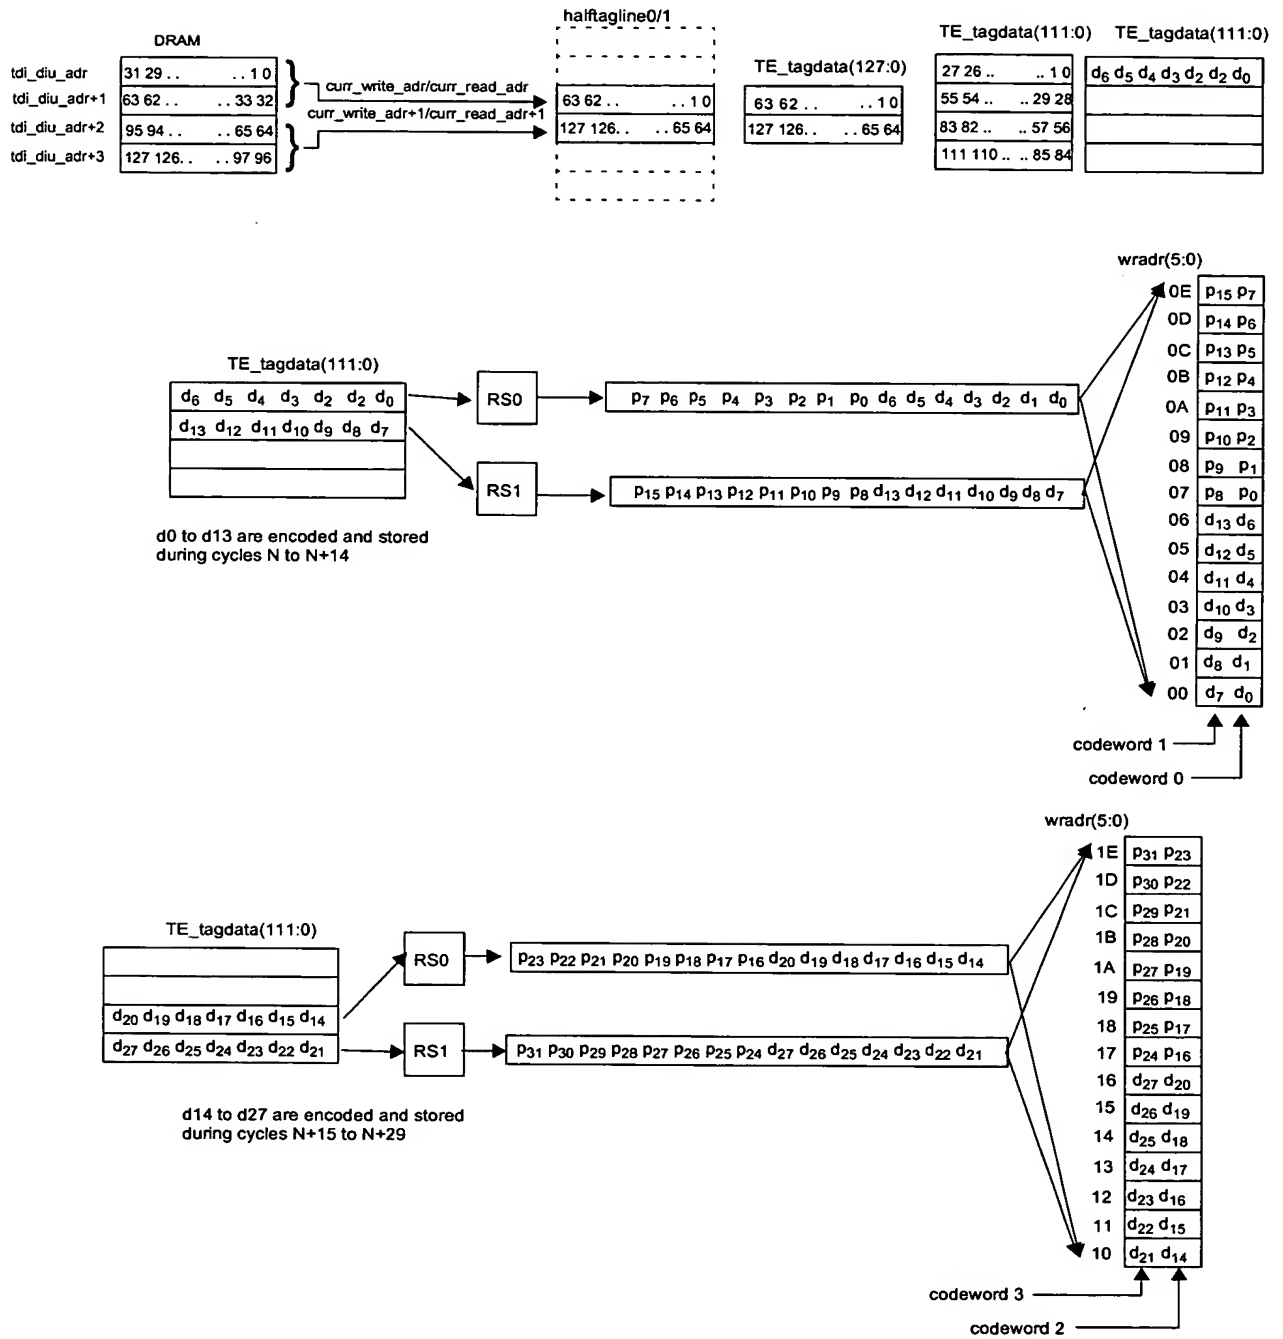 halftagline0/1
DRAM
TE_tagdata(111:0) TE_tagdata(111:0)
TE_tagdata(127:0)
tdi_diu_adr 31 29 . . . . 1 0
tdi_diu_adr+1 63 62 . . . . 33 32
tdi_diu_adr+2 95 94 . . . . 65 64
tdi_diu_adr+3 127 126. . . . 97 96
curr_write_adr/curr_read_adr
curr_write_adr+1/curr_read_adr+1
63 62 . . . . 1 0
127 126. . . . 65 64
63 62 . . . . 1 0
127 126. . . . 65 64
27 26 .. .. 1 0
55 54 .. .. 29 28
83 82 .. .. 57 56
111 110 .. .. 85 84
d6 d5 d4 d3 d2 d2 d0
wradr(5:0)
0E p15 p7
0D p14 p6
0C p13 p5
0B p12 p4
0A p11 p3
09 p10 p2
08 p9 p1
07 p8 p0
06 d13 d6
05 d12 d5
04 d11 d4
03 d10 d3
02 d9 d2
01 d8 d1
00 d7 d0
codeword 1
codeword 0
TE_tagdata(111:0)
d6 d5 d4 d3 d2 d2 d0
d13 d12 d11 d10 d9 d8 d7
RS0
RS1
p7 p6 p5 p4 p3 p2 p1 p0 d6 d5 d4 d3 d2 d1 d0
p15 p14 p13 p12 p11 p10 p9 p8 d13 d12 d11 d10 d9 d8 d7
d0 to d13 are encoded and stored
during cycles N to N+14
wradr(5:0)
1E p31 p23
1D p30 p22
1C p29 p21
1B p28 p20
1A p27 p19
19 p26 p18
18 p25 p17
17 p24 p16
16 d27 d20
15 d26 d19
14 d25 d18
13 d24 d17
12 d23 d16
11 d22 d15
10 d21 d14
codeword 3
codeword 2
TE_tagdata(111:0)
d20 d19 d18 d17 d16 d15 d14
d27 d26 d25 d24 d23 d22 d21
RS0
RS1
p23 p22 p21 p20 p19 p18 p17 p16 d20 d19 d18 d17 d16 d15 d14
p31 p30 p29 p28 p27 p26 p25 p24 d27 d26 d25 d24 d23 d22 d21
d14 to d27 are encoded and stored
during cycles N+15 to N+29